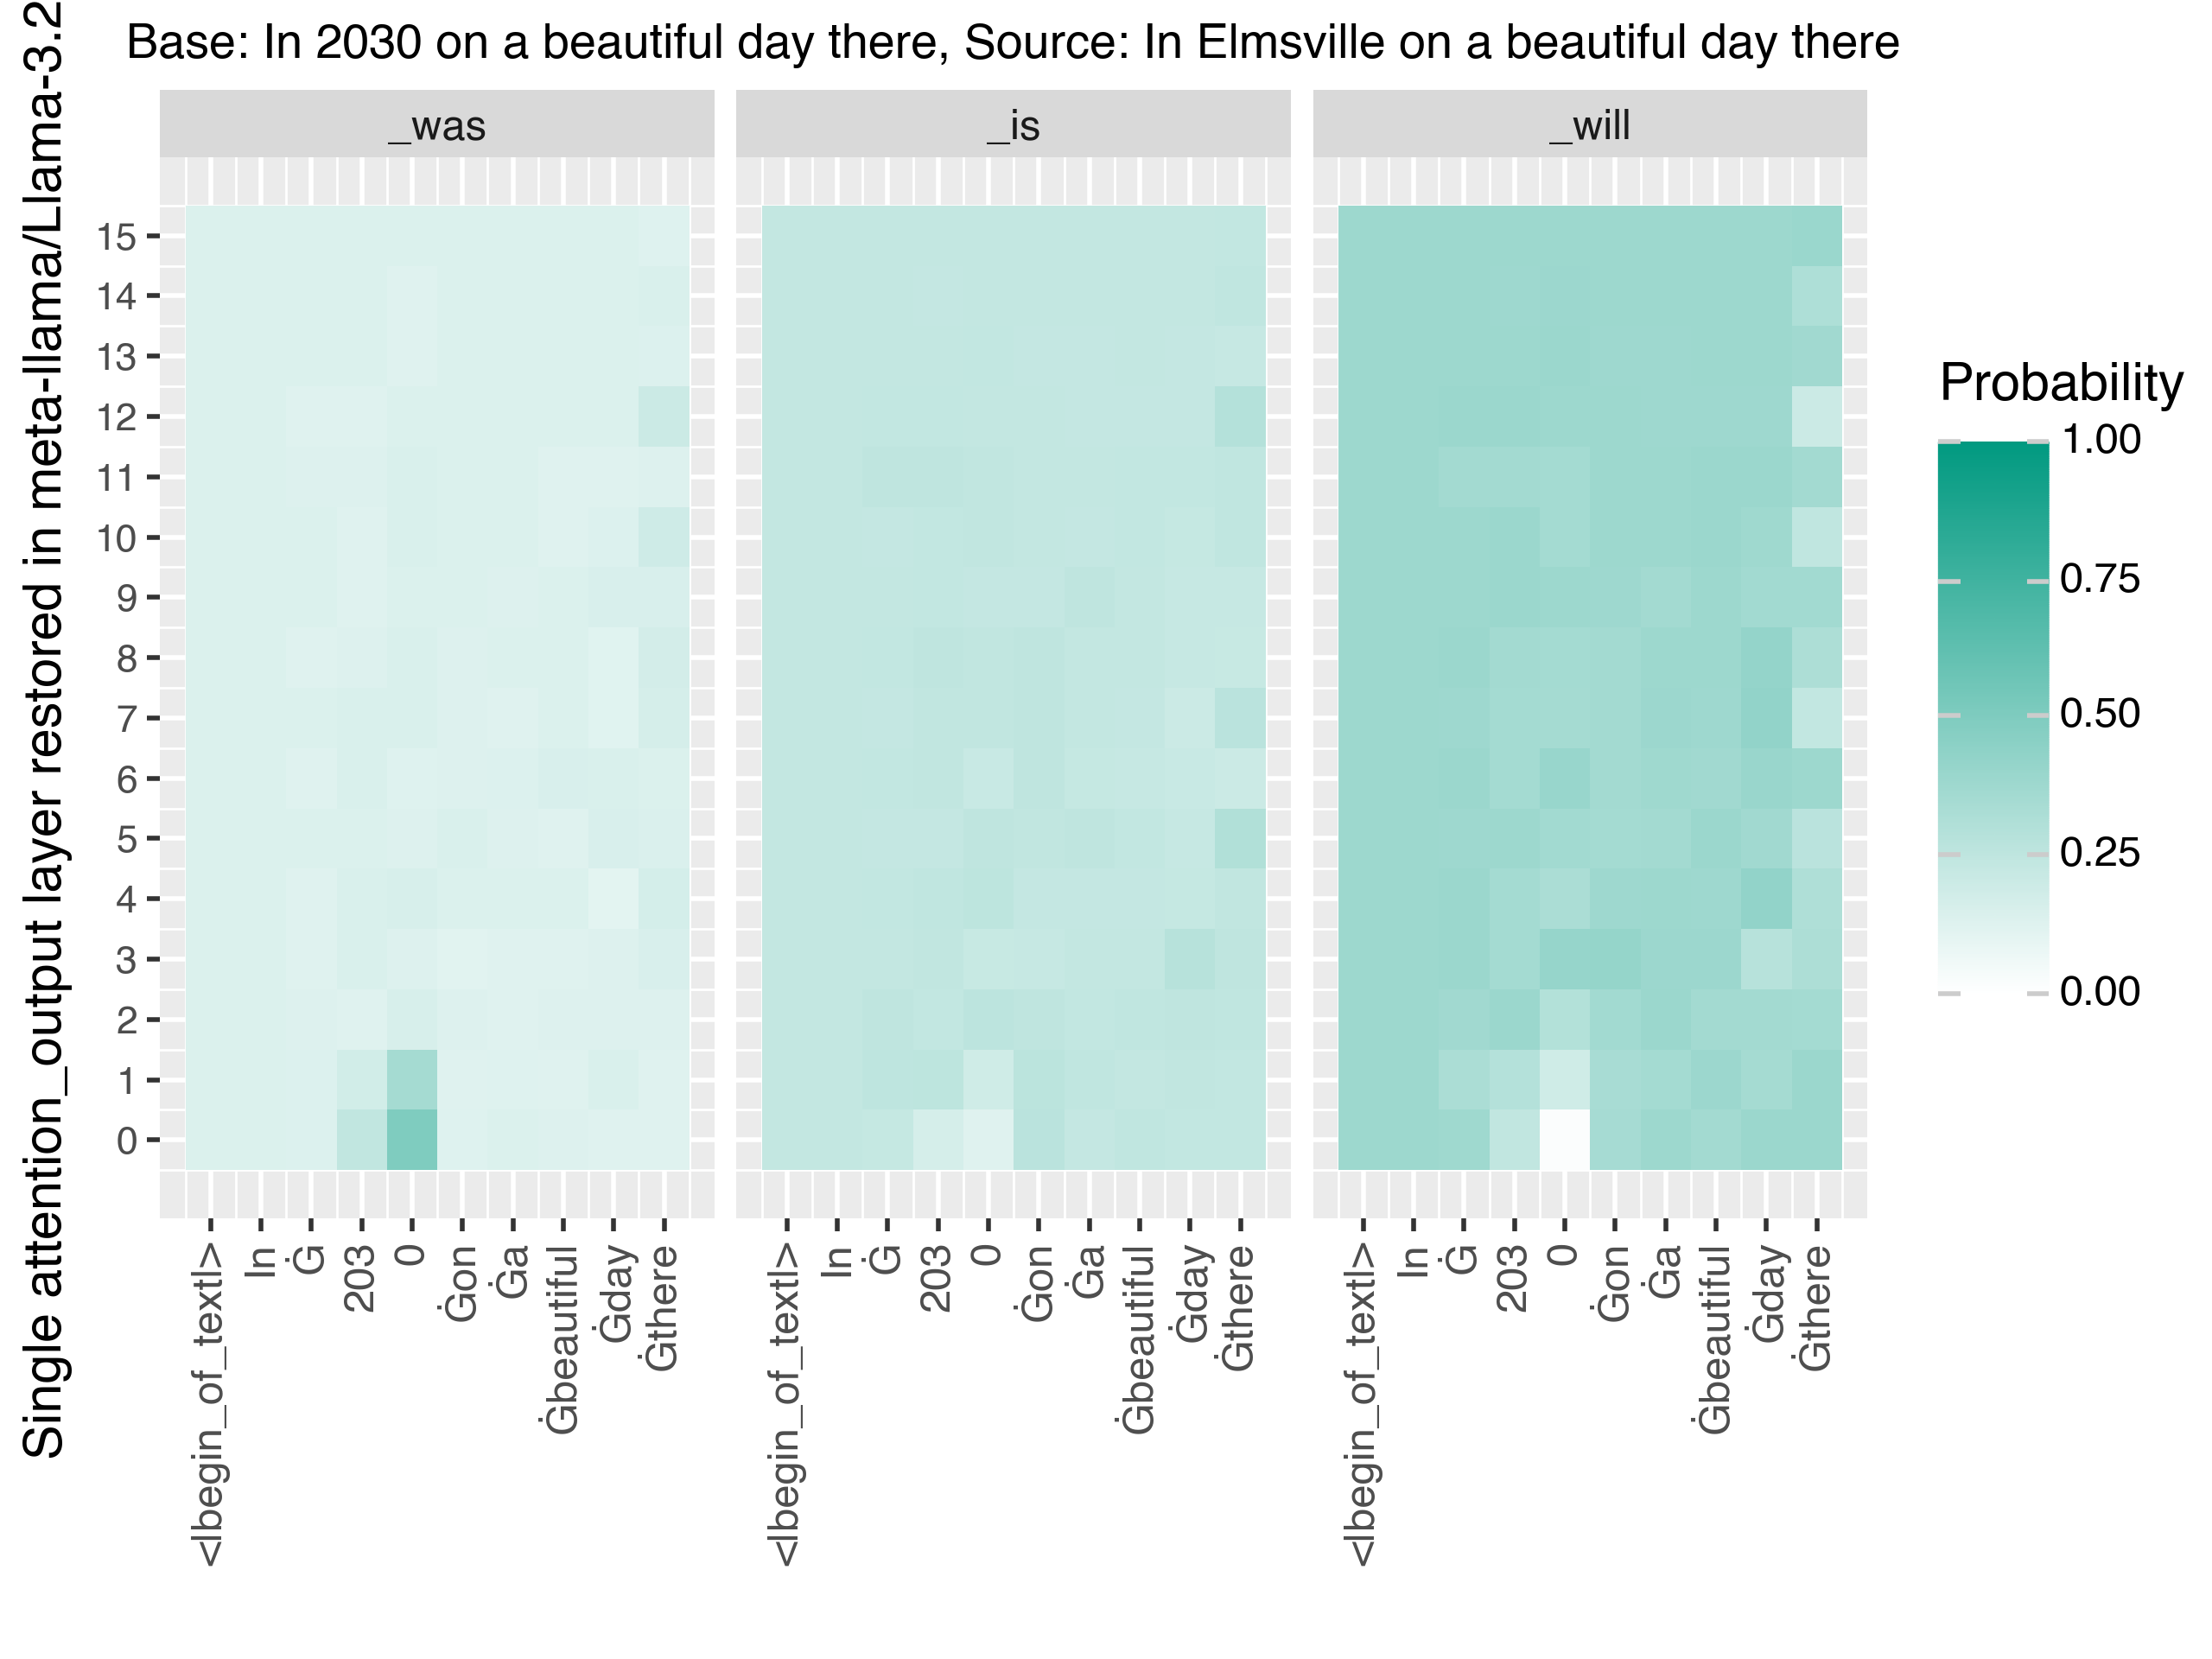 Base: In 2030 on a beautiful day there, Source: In Elmsville on a beautiful day there
Single attention_output layer restored in meta-llama/Llama-3.2
_was
_is
_will
15
14
13
12
11
10
9
8
7
6
5
4
3
2
1
0
<|begin_of_text|>
In
Ġ
203
0
Ġon
Ġa
Ġbeautiful
Ġday
Ġthere
<|begin_of_text|>
In
Ġ
203
0
Ġon
Ġa
Ġbeautiful
Ġday
Ġthere
<|begin_of_text|>
In
Ġ
203
0
Ġon
Ġa
Ġbeautiful
Ġday
Ġthere
Probability
1.00
0.75
0.50
0.25
0.00